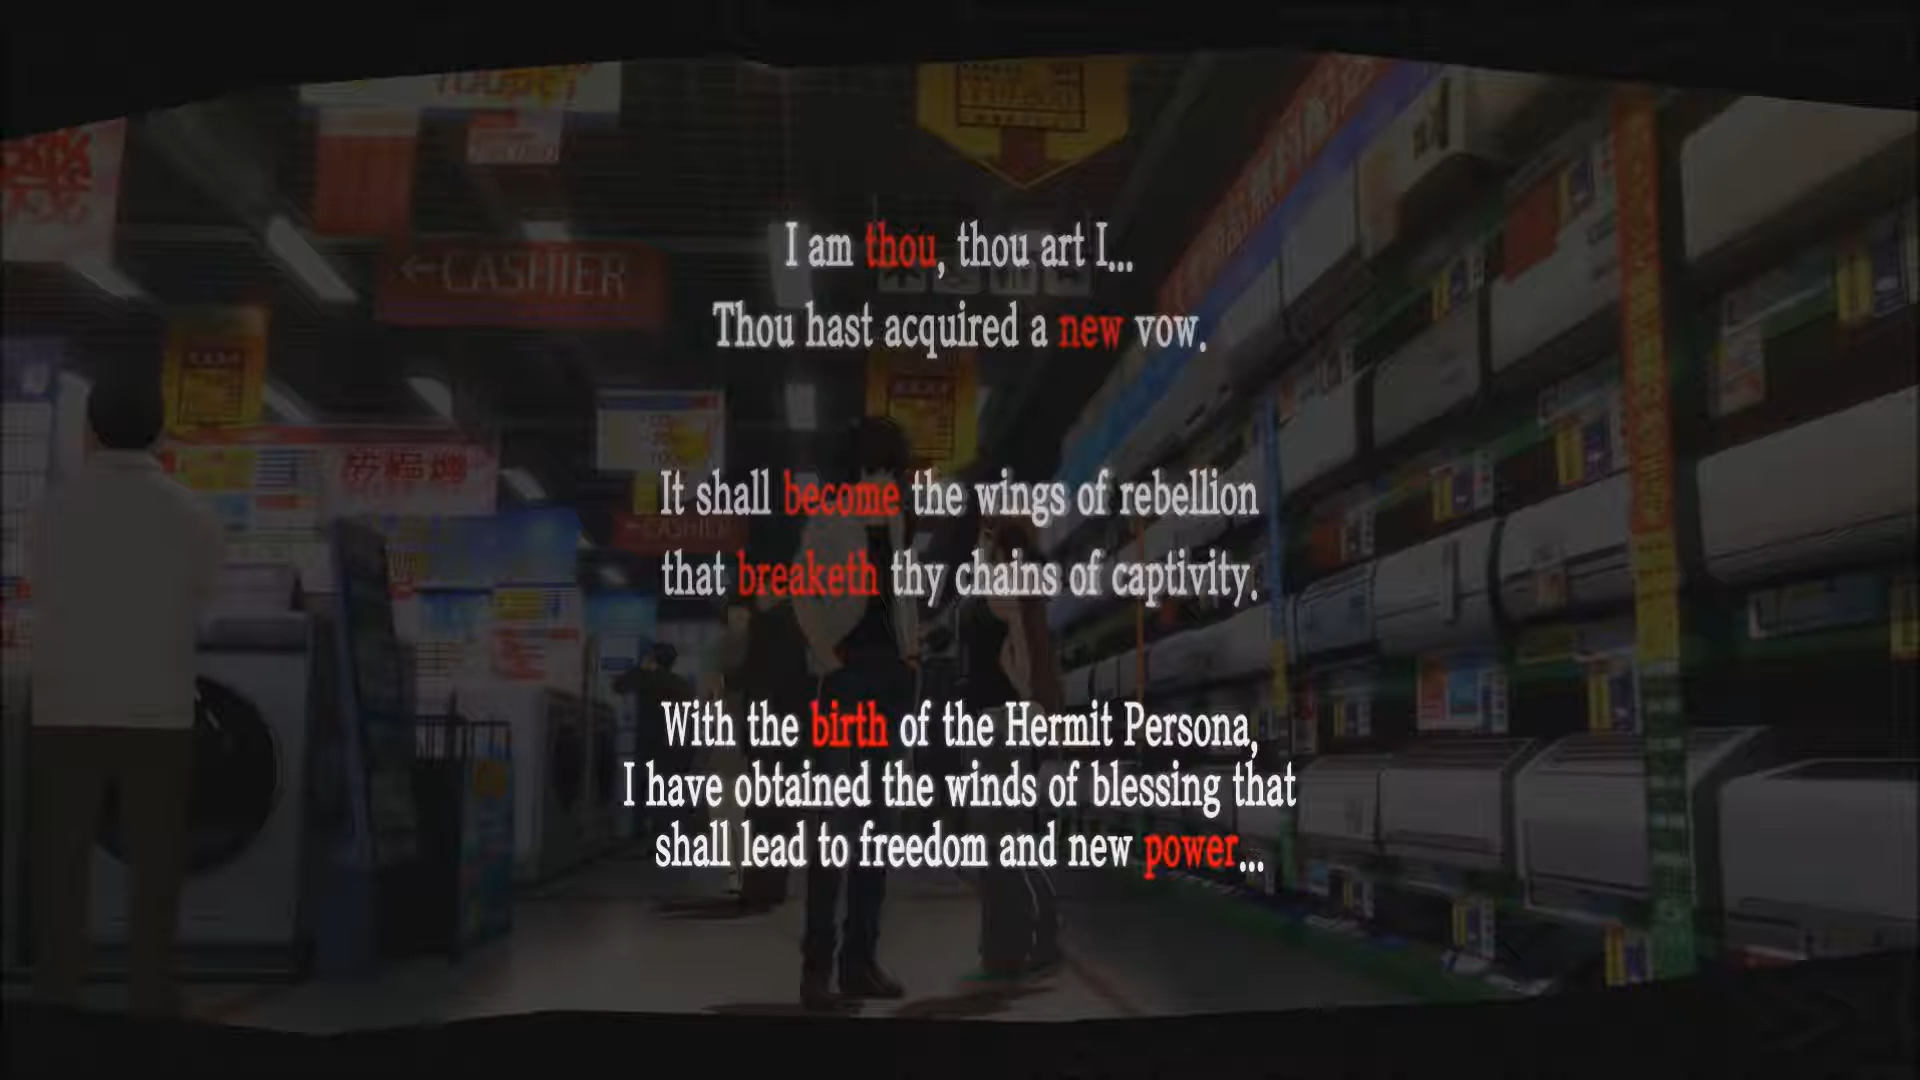 ←CASHIER
I am thou, thou art I...
Thou hast acquired a new vow.
It shall become the wings of rebellion
←CASHIER
that breaketh thy chains of captivity.
With the birth of the Hermit Persona,
I have obtained the winds of blessing that
shall lead to freedom and new power...